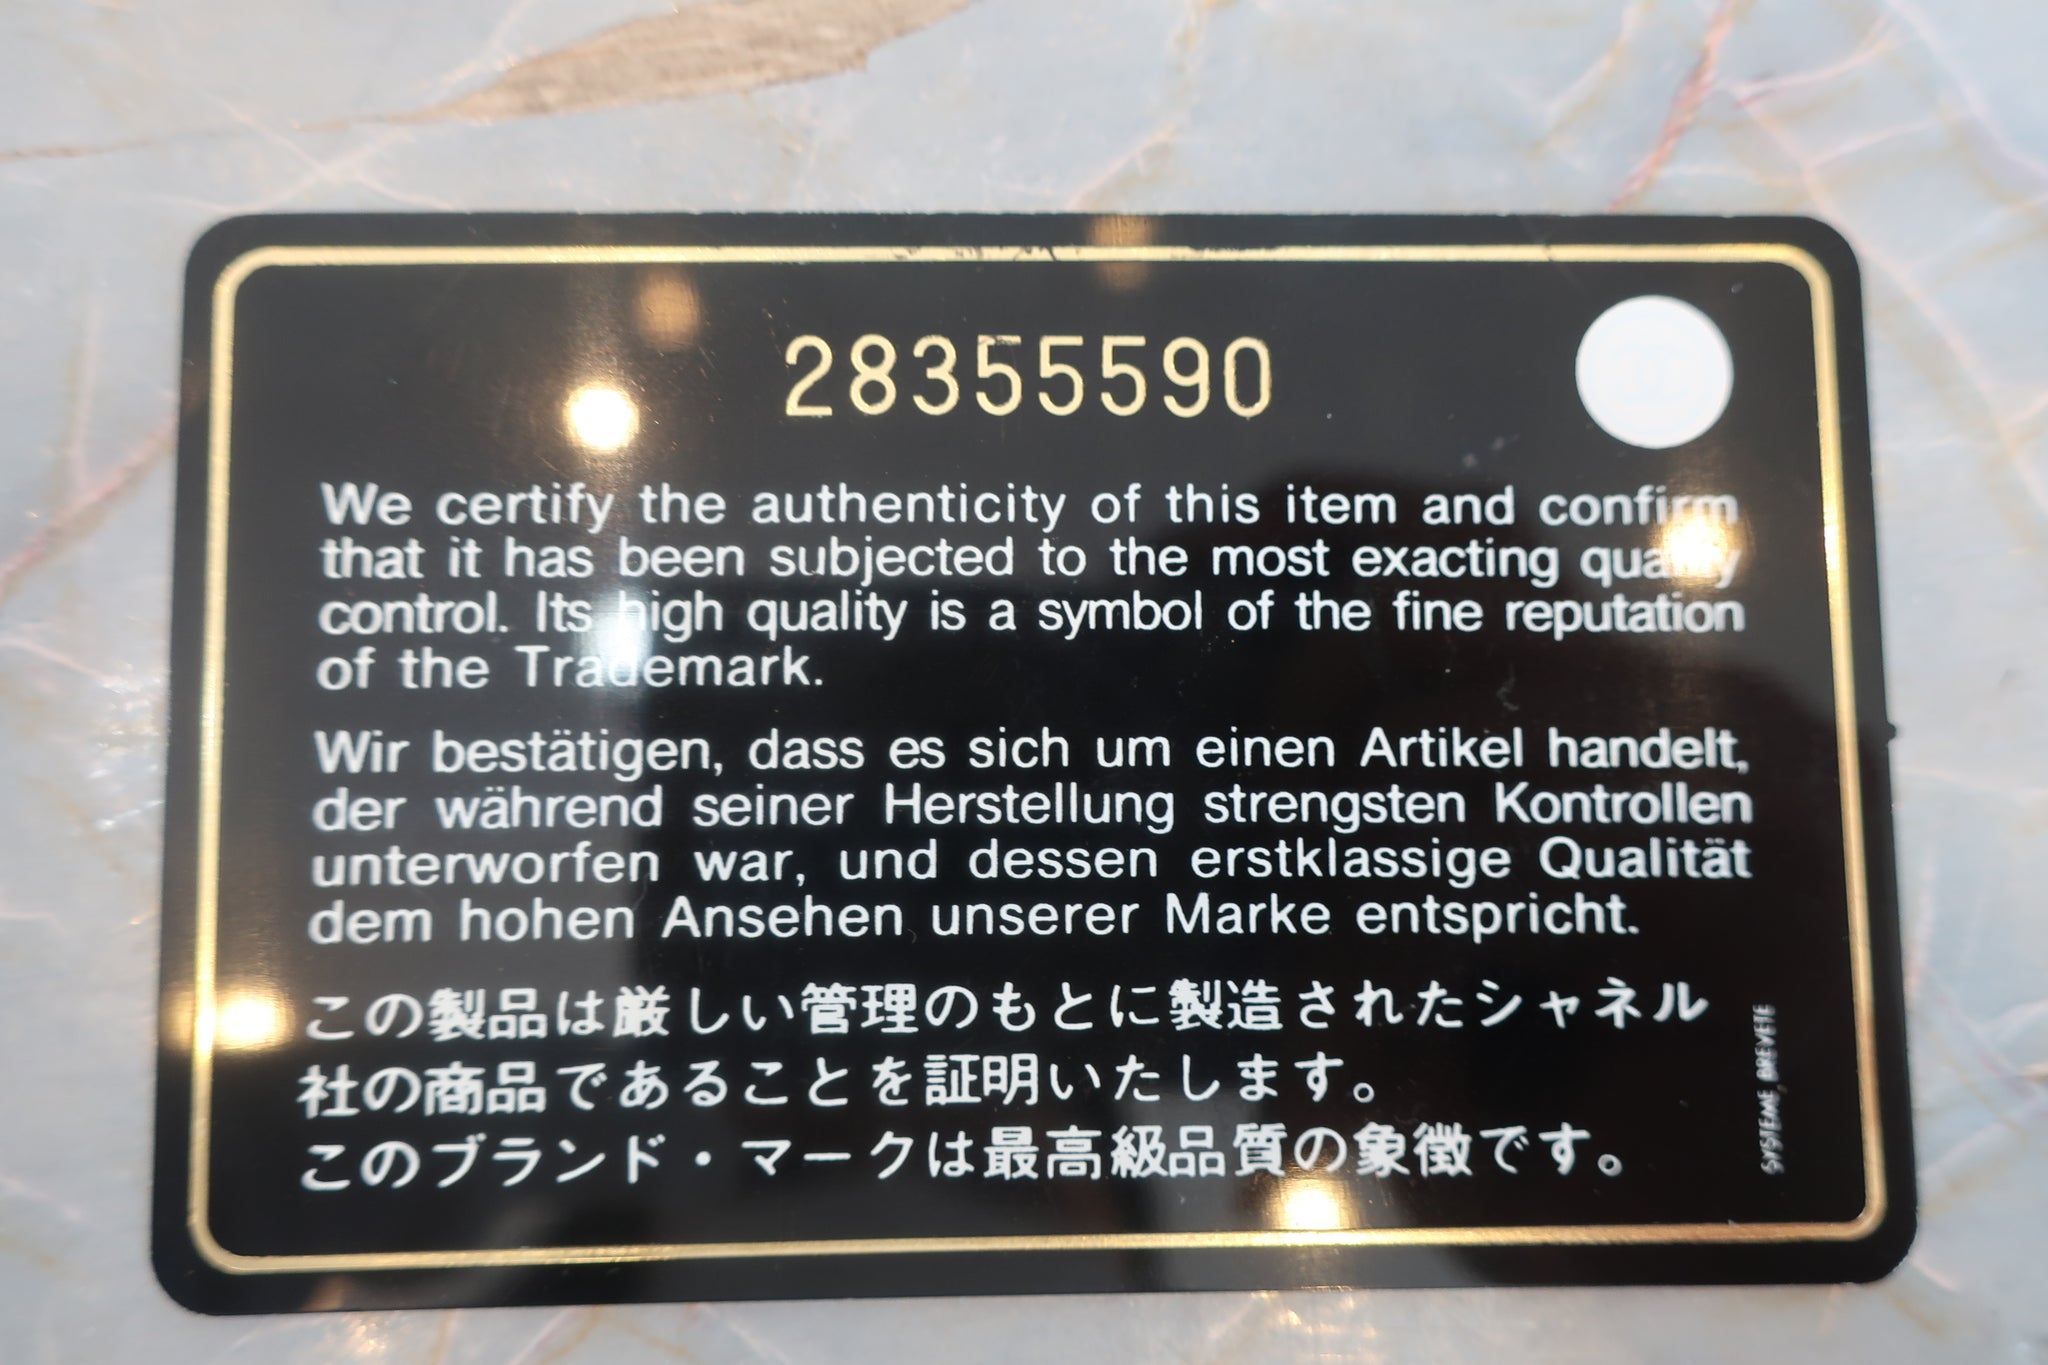 28355590
We certify the authenticity of this item and confirm
that it has been subjected to the most exacting quality
control. Its high quality is a symbol of the fine reputation
of the Trademark.
Wir bestätigen, dass es sich um einen Artikel handelt,
der während seiner Herstellung strengsten Kontrollen
unterworfen war, und dessen erstklassige Qualität
dem hohen Ansehen unserer Marke entspricht.
この製品は厳しい管理のもとに製造されたシャネル
社の商品であることを証明いたします。
このブランド・マークは最高級品質の象徴です。
SYSTEME BREVETE